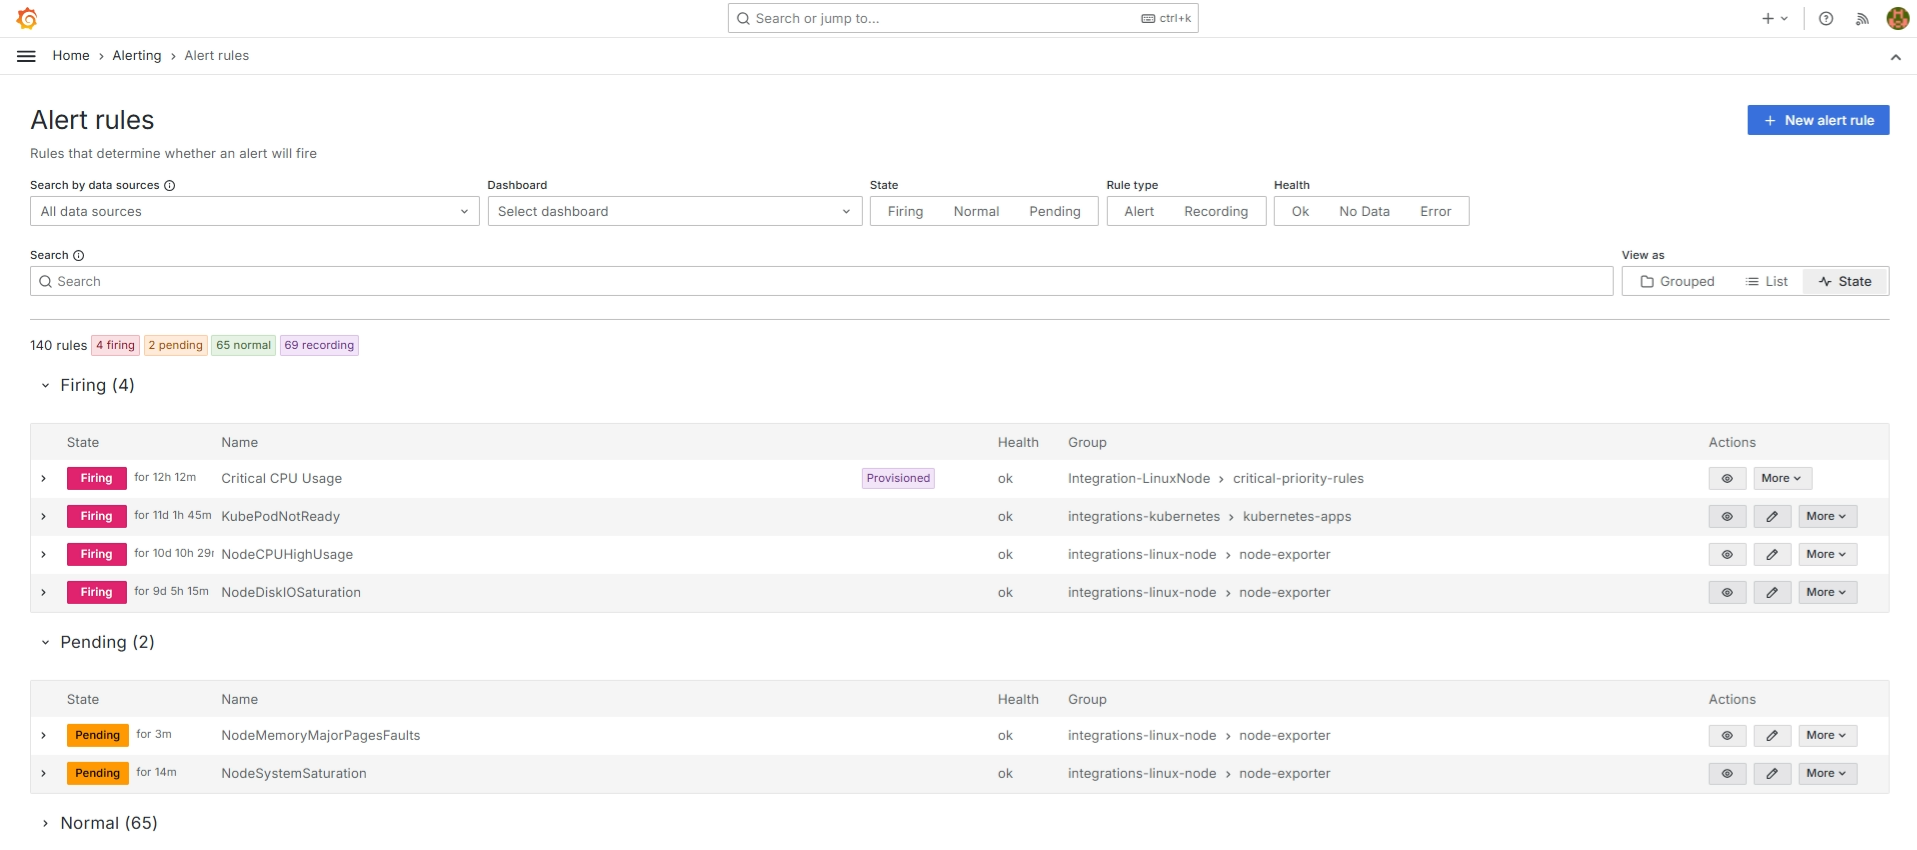 Search or jump to... ctrl+k
Home › Alerting › Alert rules
Alert rules
New alert rule
Rules that determine whether an alert will fire
Search by data sources Dashboard State Rule type Health
All data sources Select dashboard Firing Normal Pending Alert Recording Ok No Data Error
Search View as
Search Grouped List State
140 rules 4 firing 2 pending 65 normal 69 recording
Firing (4)
State Name Health Group Actions
Firing for 12h 12m Critical CPU Usage Provisioned ok Integration-LinuxNode › critical-priority-rules More
Firing for 11d 1h 45m KubePodNotReady ok integrations-kubernetes › kubernetes-apps More
Firing for 10d 10h NodeCPUHighUsage ok integrations-linux-node › node-exporter More
Firing for 9d 5h 15m NodeDiskIOSaturation ok integrations-linux-node › node-exporter More
Pending (2)
State Name Health Group Actions
Pending for 3m NodeMemoryMajorPagesFaults ok integrations-linux-node › node-exporter More
Pending for 14m NodeSystemSaturation ok integrations-linux-node › node-exporter More
Normal (65)